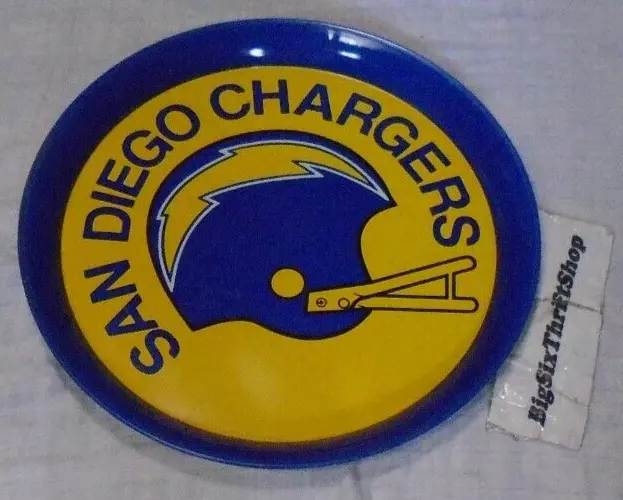 SAN DIEGO CHARGERS
BigSixThriftShop